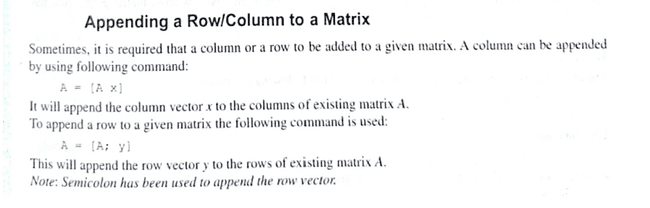 Appending a Row/Column to a Matrix
Sometimes, it is required that a column or a row to be added to a given matrix. A column can be appended
by using following command:
A = [A x]
It will append the column vector x to the columns of existing matrix A.
To append a row to a given matrix the following command is used:
A = [A; y]
This will append the row vector y to the rows of existing matrix A.
Note: Semicolon has been used to append the row vector.